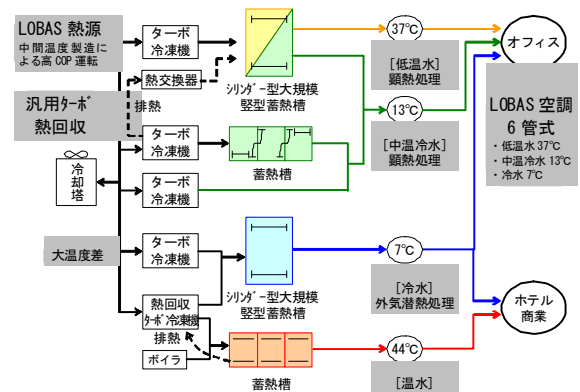 LOBAS 熱源
中間温度製造に
よる高 COP 運転
ターボ
冷凍機
熱交換器
シリンダー型大規模
竪型蓄熱槽
37℃
[低温水]
顕熱処理
オフィス
汎用ターボ
熱回収
排熱
ターボ
冷凍機
蓄熱槽
13℃
[中温冷水]
顕熱処理
LOBAS 空調
6 管式
・低温水 37℃
・中温冷水 13℃
・冷水 7℃
冷却塔
ターボ
冷凍機
大温度差
ターボ
冷凍機
シリンダー型大規模
竪型蓄熱槽
7℃
[冷水]
外気潜熱処理
熱回収
ターボ冷凍機
排熱
ボイラ
蓄熱槽
44℃
[温水]
ホテル
商業